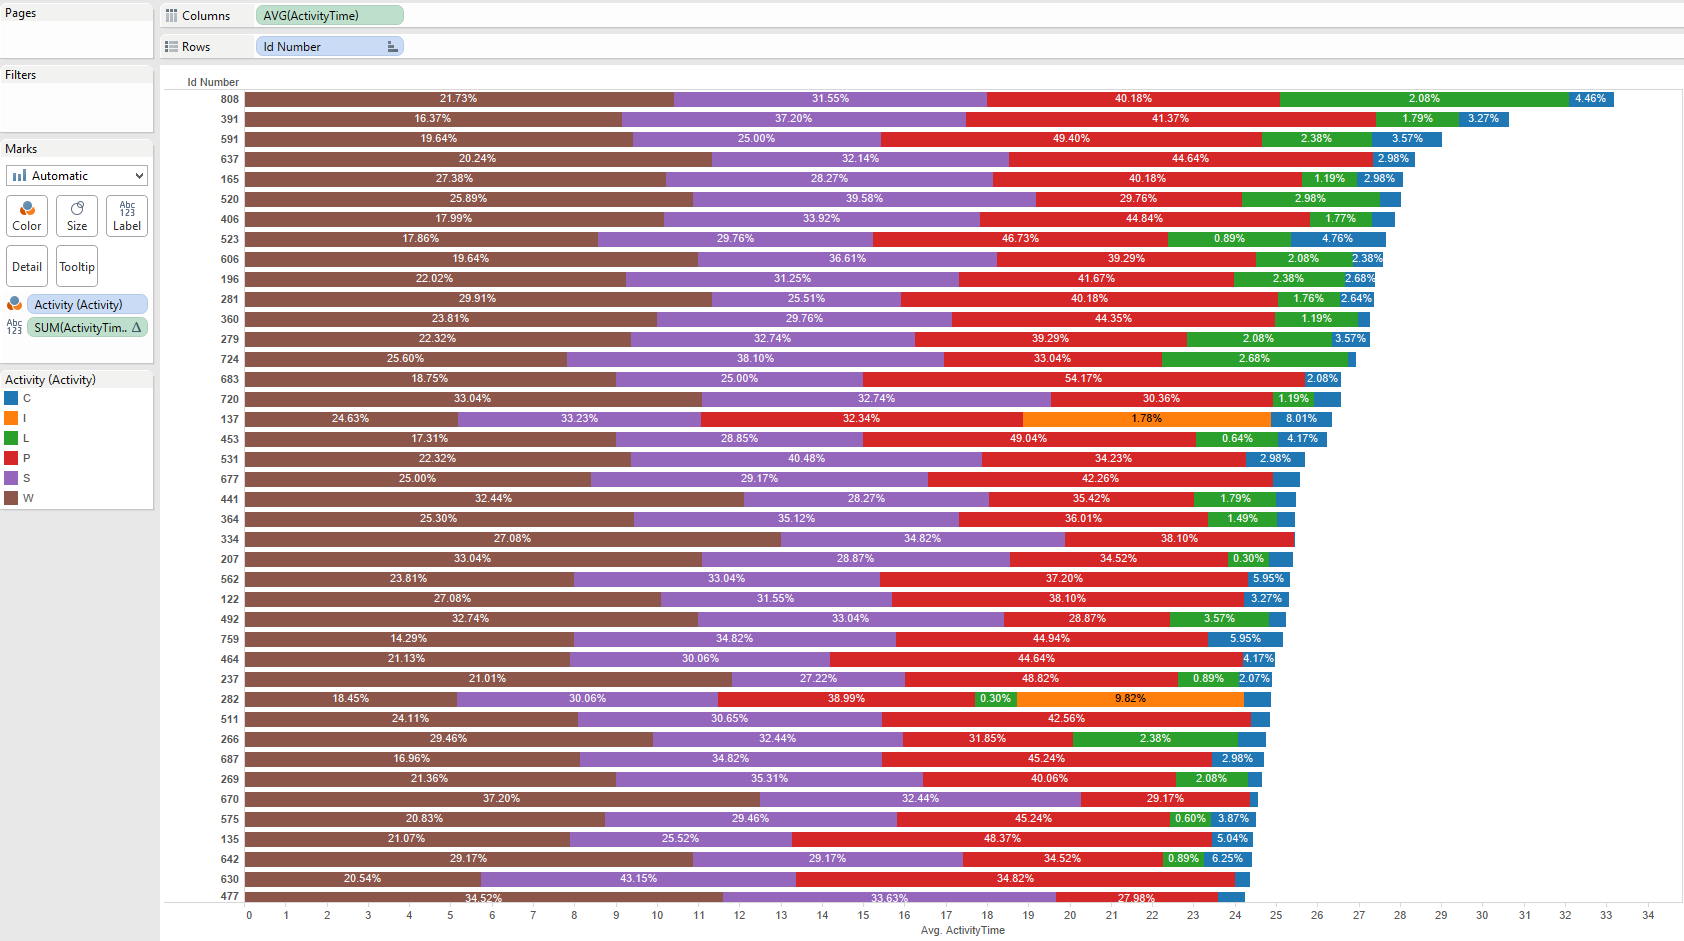 Pages
Columns AVG(ActivityTime)
Rows Id Number
Filters
Marks
Automatic
Color Size Abc 123 Label
Detail Tooltip
Activity (Activity)
Abc 123 SUM(ActivityTim.. Δ
Activity (Activity)
C
I
L
P
S
W
Id Number
808 21.73% 31.55% 40.18% 2.08% 4.46%
391 16.37% 37.20% 41.37% 1.79% 3.27%
591 19.64% 25.00% 49.40% 2.38% 3.57%
637 20.24% 32.14% 44.64% 2.98%
165 27.38% 28.27% 40.18% 1.19% 2.98%
520 25.89% 39.58% 29.76% 2.98%
406 17.99% 33.92% 44.84% 1.77%
523 17.86% 29.76% 46.73% 0.89% 4.76%
606 19.64% 36.61% 39.29% 2.08% 2.38%
196 22.02% 31.25% 41.67% 2.38% 2.68%
281 29.91% 25.51% 40.18% 1.76% 2.64%
360 23.81% 29.76% 44.35% 1.19%
279 22.32% 32.74% 39.29% 2.08% 3.57%
724 25.60% 38.10% 33.04% 2.68%
683 18.75% 25.00% 54.17% 2.08%
720 33.04% 32.74% 30.36% 1.19%
137 24.63% 33.23% 32.34% 1.78% 8.01%
453 17.31% 28.85% 49.04% 0.64% 4.17%
531 22.32% 40.48% 34.23% 2.98%
677 25.00% 29.17% 42.26%
441 32.44% 28.27% 35.42% 1.79%
364 25.30% 35.12% 36.01% 1.49%
334 27.08% 34.82% 38.10%
207 33.04% 28.87% 34.52% 0.30%
562 23.81% 33.04% 37.20% 5.95%
122 27.08% 31.55% 38.10% 3.27%
492 32.74% 33.04% 28.87% 3.57%
759 14.29% 34.82% 44.94% 5.95%
464 21.13% 30.06% 44.64% 4.17%
237 21.01% 27.22% 48.82% 0.89% 2.07%
282 18.45% 30.06% 38.99% 0.30% 9.82%
511 24.11% 30.65% 42.56%
266 29.46% 32.44% 31.85% 2.38%
687 16.96% 34.82% 45.24% 2.98%
269 21.36% 35.31% 40.06% 2.08%
670 37.20% 32.44% 29.17%
575 20.83% 29.46% 45.24% 0.60% 3.87%
135 21.07% 25.52% 48.37% 5.04%
642 29.17% 29.17% 34.52% 0.89% 6.25%
630 20.54% 43.15% 34.82%
477 34.52% 33.63% 27.98%
0 1 2 3 4 5 6 7 8 9 10 11 12 13 14 15 16 17 18 19 20 21 22 23 24 25 26 27 28 29 30 31 32 33 34
Avg. ActivityTime